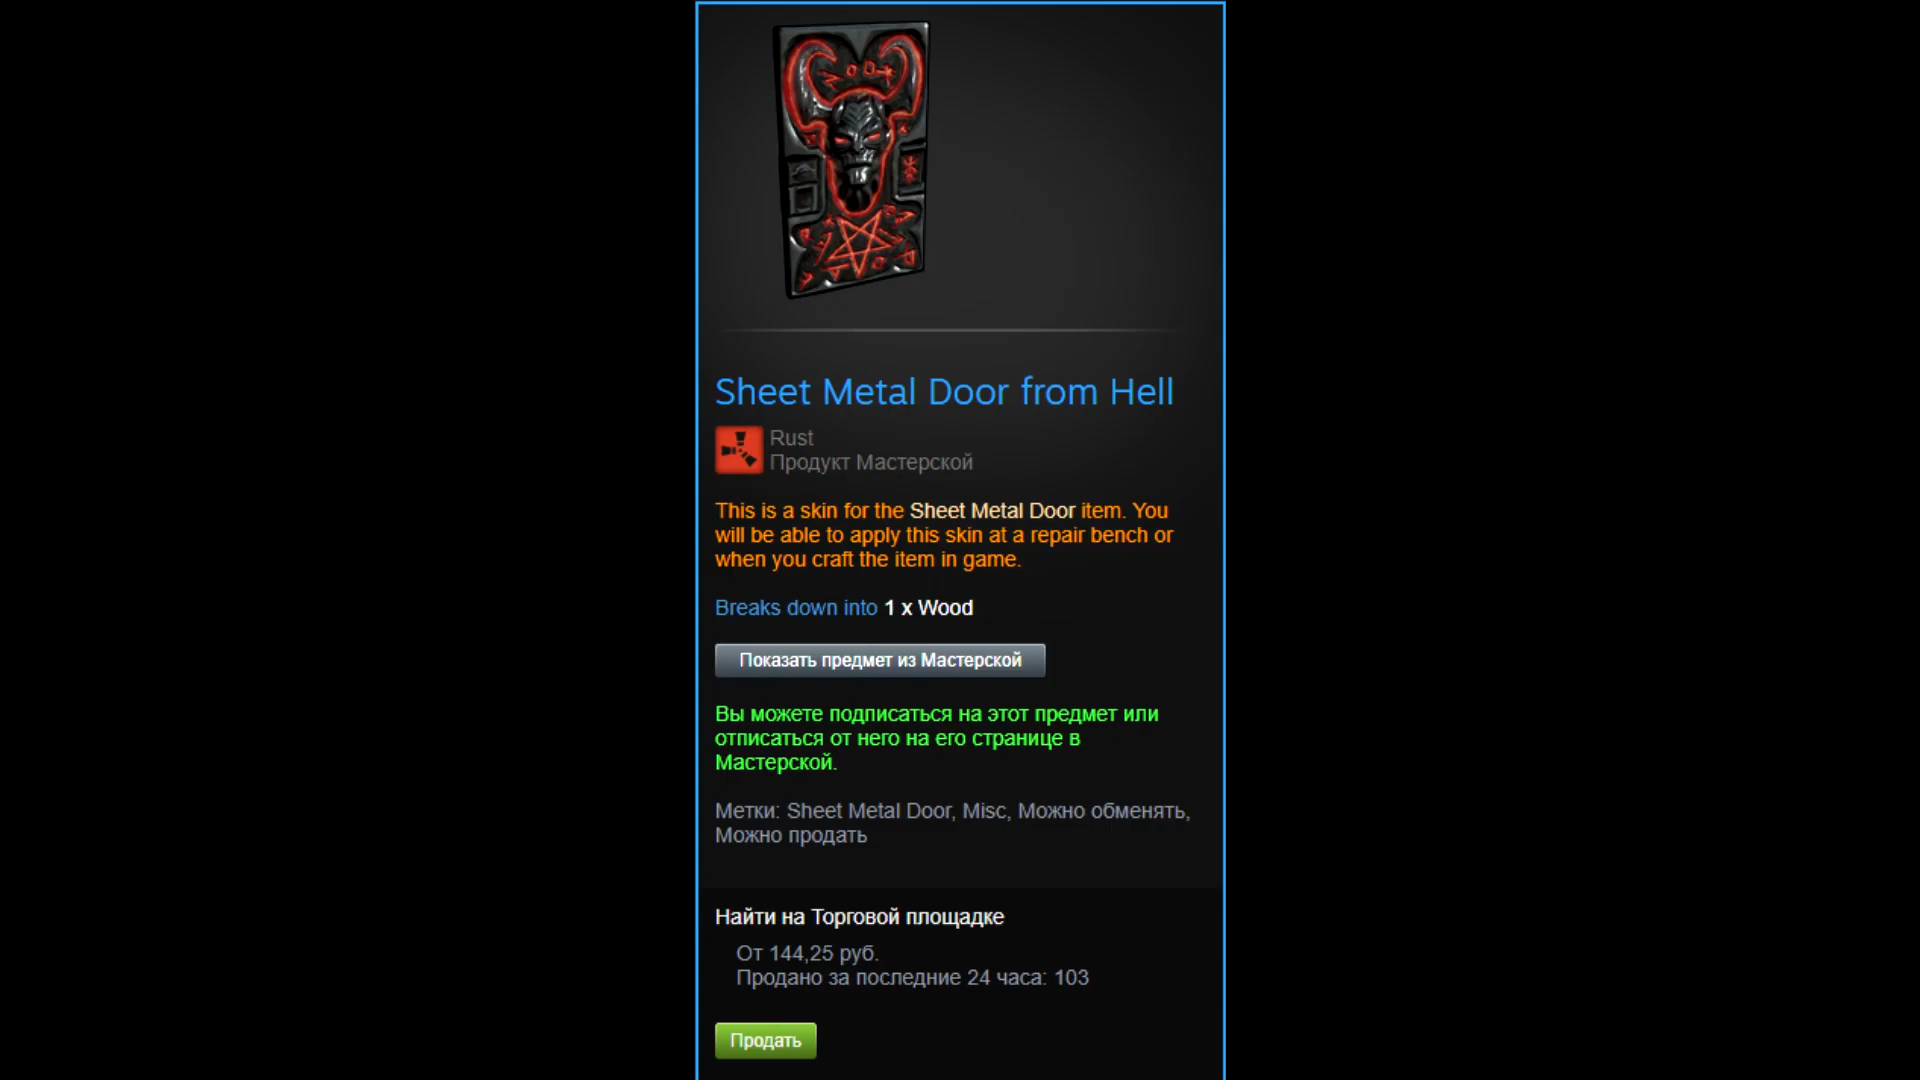 Sheet Metal Door from Hell
Rust
Продукт Мастерской
This is a skin for the Sheet Metal Door item. You
will be able to apply this skin at a repair bench or
when you craft the item in game.
Breaks down into 1 x Wood
Показать предмет из Мастерской
Вы можете подписаться на этот предмет или
отписаться от него на его странице в
Мастерской.
Метки: Sheet Metal Door, Misc, Можно обменять,
Можно продать
Найти на Торговой площадке
От 144,25 руб.
Продано за последние 24 часа: 103
Продать